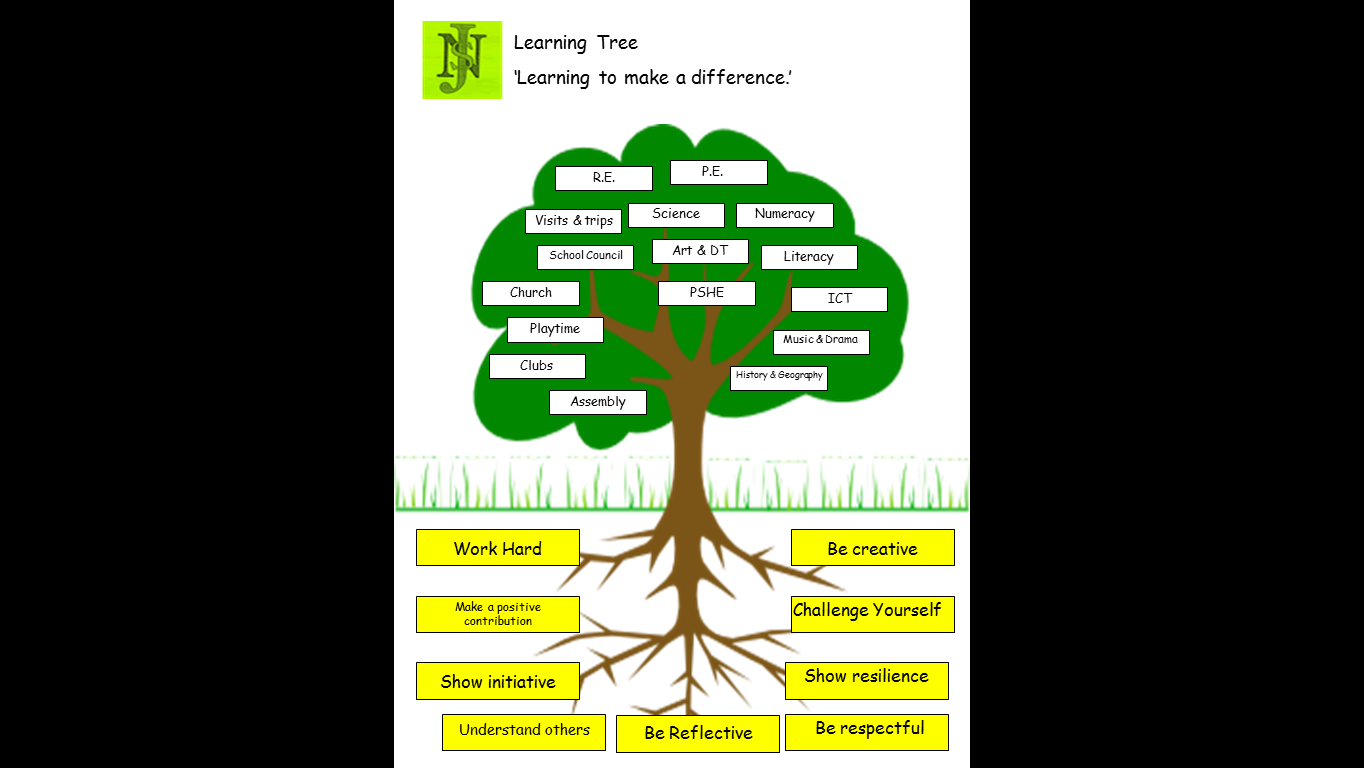 NJS
Learning Tree
‘Learning to make a difference.’
R.E.
P.E.
Visits & trips
Science
Numeracy
School Council
Art & DT
Literacy
Church
PSHE
ICT
Playtime
Music & Drama
Clubs
History & Geography
Assembly
Work Hard
Be creative
Make a positive
contribution
Challenge Yourself
Show initiative
Show resilience
Understand others
Be Reflective
Be respectful